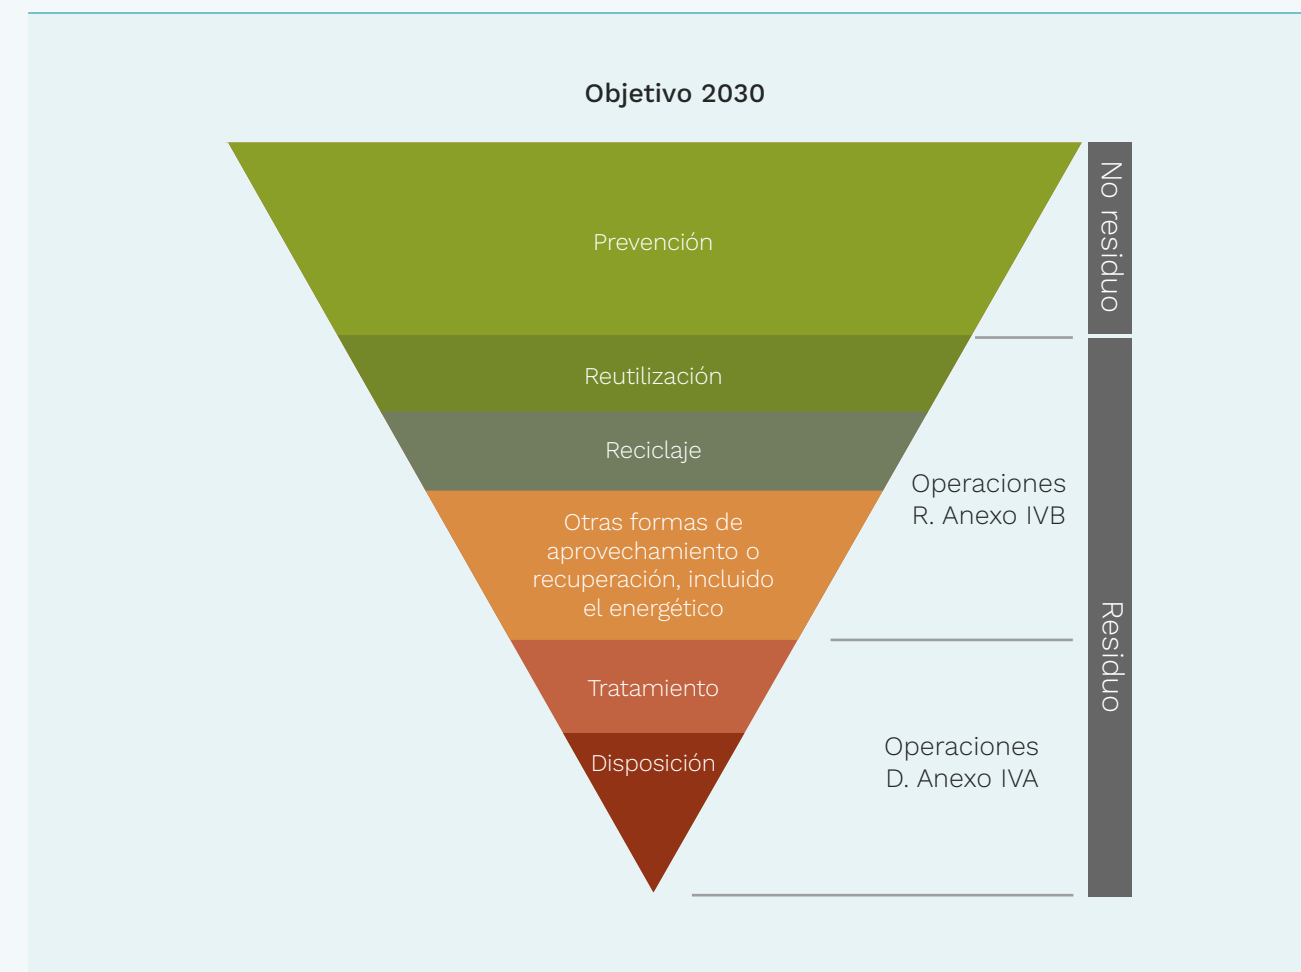 Objetivo 2030
Prevención
No residuo
Reutilización
Reciclaje
Otras formas de
aprovechamiento o
recuperación, incluido
el energético
Operaciones
R. Anexo IVB
Residuo
Tratamiento
Disposición
Operaciones
D. Anexo IVA